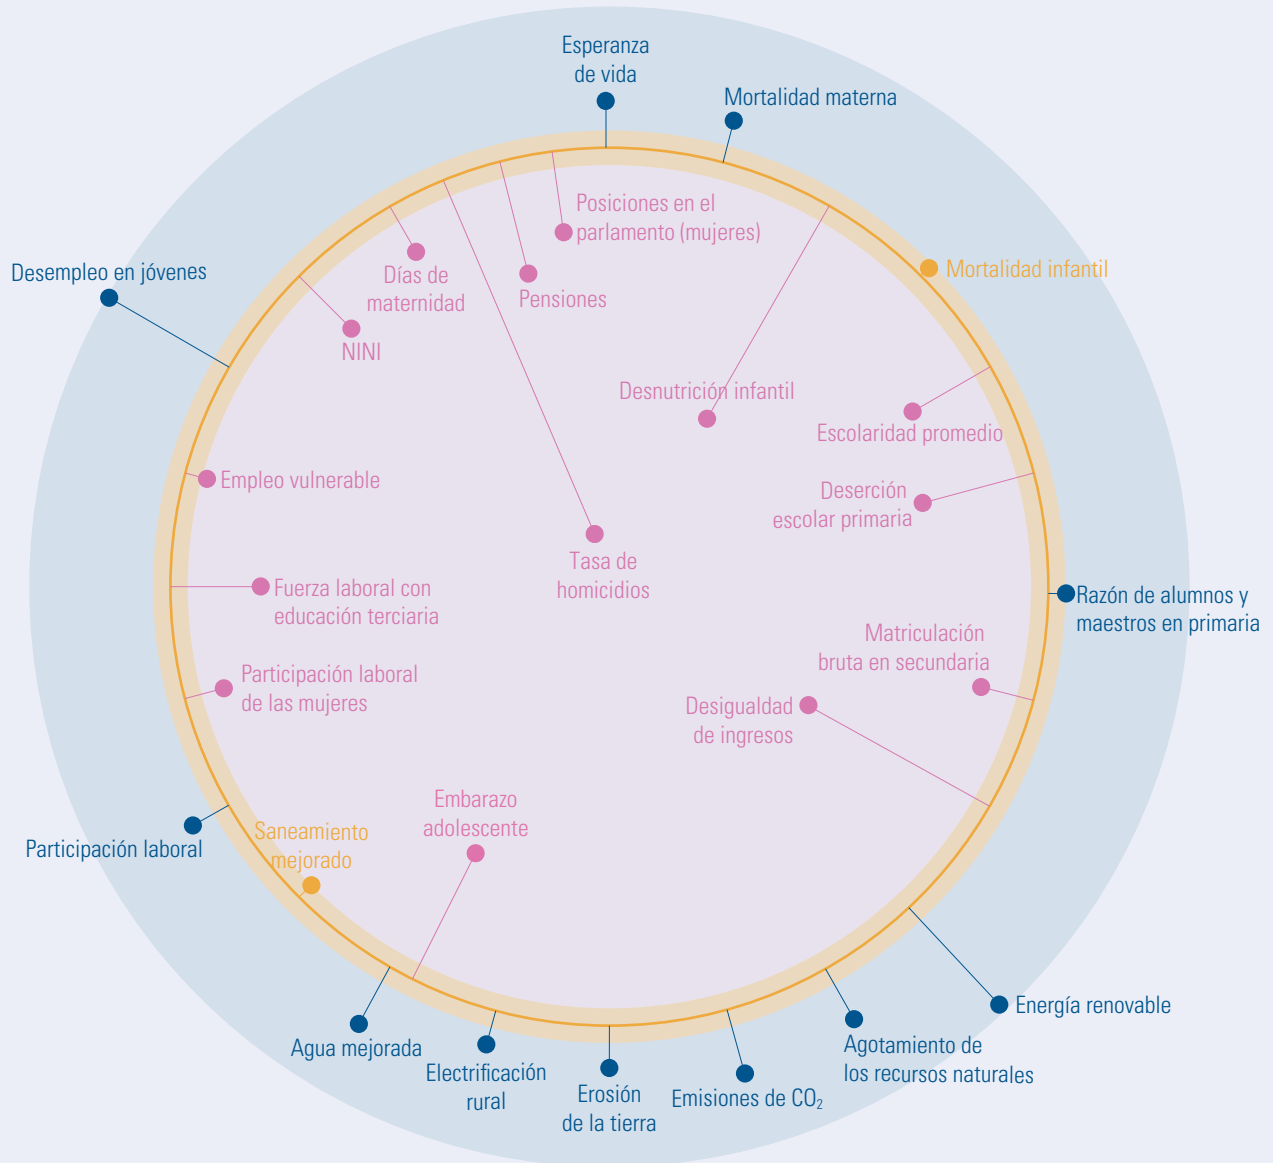 Esperanza
de vida
Mortalidad materna
Posiciones en el
parlamento (mujeres)
Mortalidad infantil
Desempleo en jóvenes
Días de
maternidad
Pensiones
NINI
Desnutrición infantil
Escolaridad promedio
Empleo vulnerable
Deserción
escolar primaria
Tasa de
homicidios
Fuerza laboral con
educación terciaria
Razón de alumnos y
maestros en primaria
Matriculación
bruta en secundaria
Participación laboral
de las mujeres
Desigualdad
de ingresos
Embarazo
adolescente
Saneamiento
mejorado
Participación laboral
Energía renovable
Agua mejorada
Electrificación
rural
Erosión
de la tierra
Emisiones de CO₂
Agotamiento de
los recursos naturales